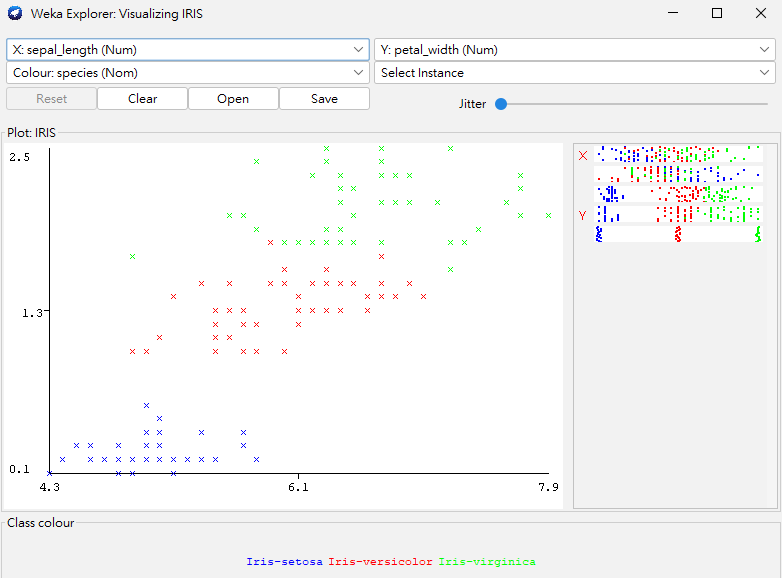 Weka Explorer: Visualizing IRIS
X: sepal_length (Num) Y: petal_width (Num)
Colour: species (Nom) Select Instance
Reset Clear Open Save Jitter
Plot: IRIS
2.5
X
Y
1.3
0.1
4.3 6.1 7.9
Class colour
Iris-setosa Iris-versicolor Iris-virginica